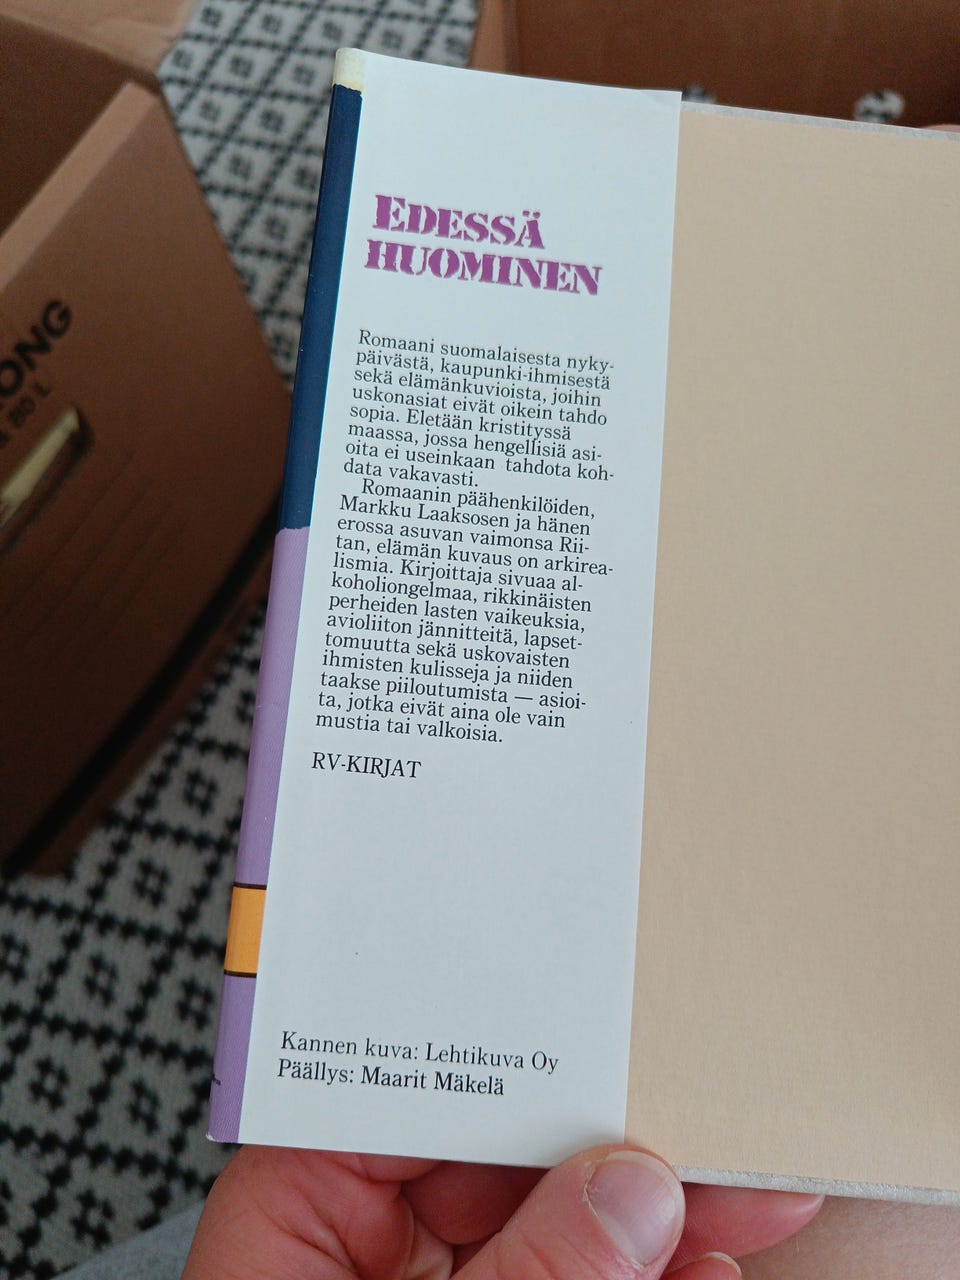 EDESSÄ
HUOMINEN
Romaani suomalaisesta nyky-
päivästä, kaupunki-ihmisestä
sekä elämänkuvioista, joihin
uskonasiat eivät oikein tahdo
sopia. Eletään kristityssä
maassa, jossa hengellisiä asi-
oita ei useinkaan tahdota koh-
data vakavasti.
Romaanin päähenkilöiden,
Markku Laaksosen ja hänen
erossa asuvan vaimonsa Rii-
tan, elämän kuvaus on arkirea-
lismia. Kirjoittaja sivuaa al-
koholiongelmaa, rikkinäisten
perheiden lasten vaikeuksia,
avioliiton jännitteitä, lapset-
tomuutta sekä uskovaisten
ihmisten kulisseja ja niiden
taakse piiloutumista — asioi-
ta, jotka eivät aina ole vain
mustia tai valkoisia.
RV-KIRJAT
Kannen kuva: Lehtikuva Oy
Päällys: Maarit Mäkelä
ONG
80 L